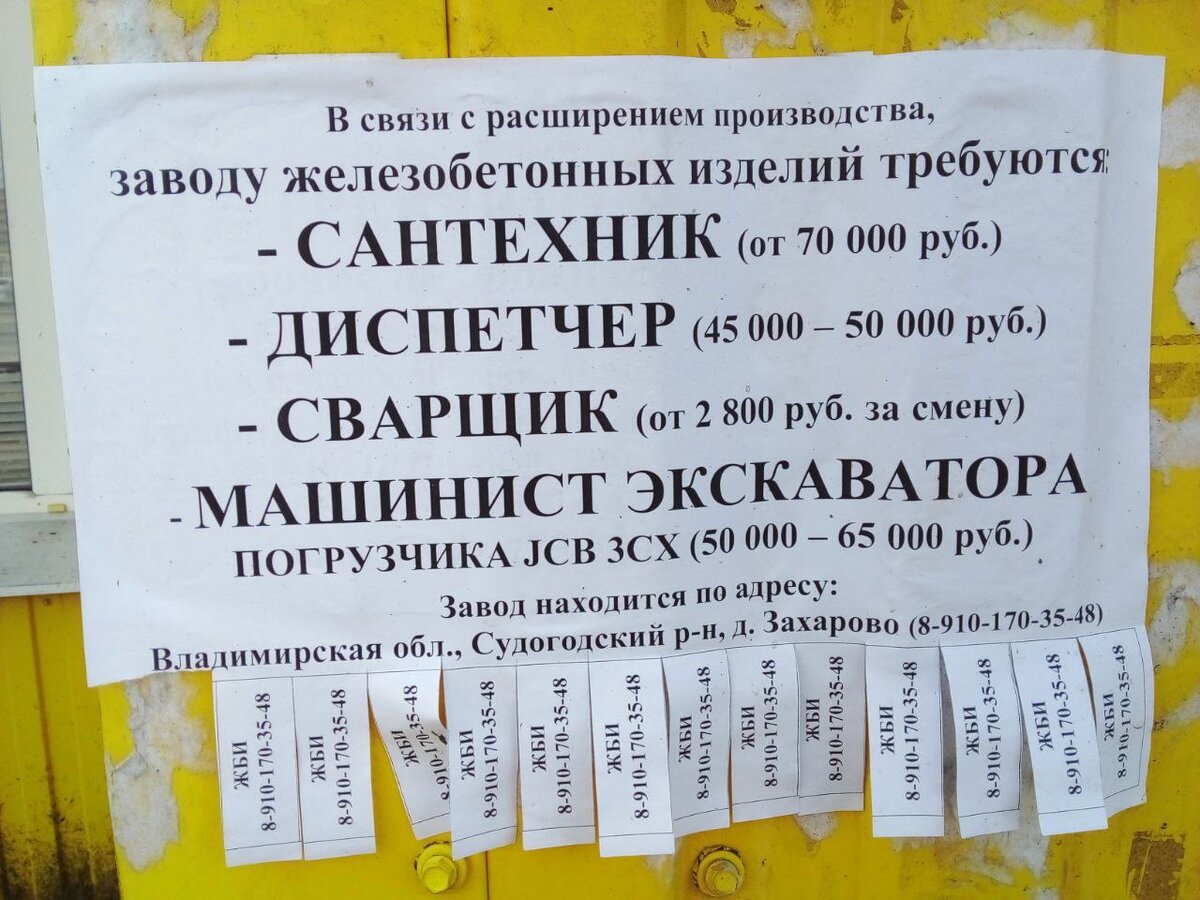 В связи с расширением производства,
заводу железобетонных изделий требуются:
- САНТЕХНИК (от 70 000 руб.)
- ДИСПЕТЧЕР (45 000 – 50 000 руб.)
- СВАРЩИК (от 2 800 руб. за смену)
- МАШИНИСТ ЭКСКАВАТОРА
ПОГРУЗЧИКА JCB 3CX (50 000 – 65 000 руб.)
Завод находится по адресу:
Владимирская обл., Судогодский р-н, д. Захарово (8-910-170-35-48)
ЖБИ
8-910-170-35-48
ЖБИ
8-910-170-35-48
ЖБИ
8-910-170-35-48
ЖБИ
8-910-170-35-48
ЖБИ
8-910-170-35-48
ЖБИ
8-910-170-35-48
ЖБИ
8-910-170-35-48
ЖБИ
8-910-170-35-48
ЖБИ
8-910-170-35-48
ЖБИ
8-910-170-35-48
ЖБИ
8-910-170-35-48
ЖБИ
8-910-170-35-48
ЖБИ
8-910-170-35-48